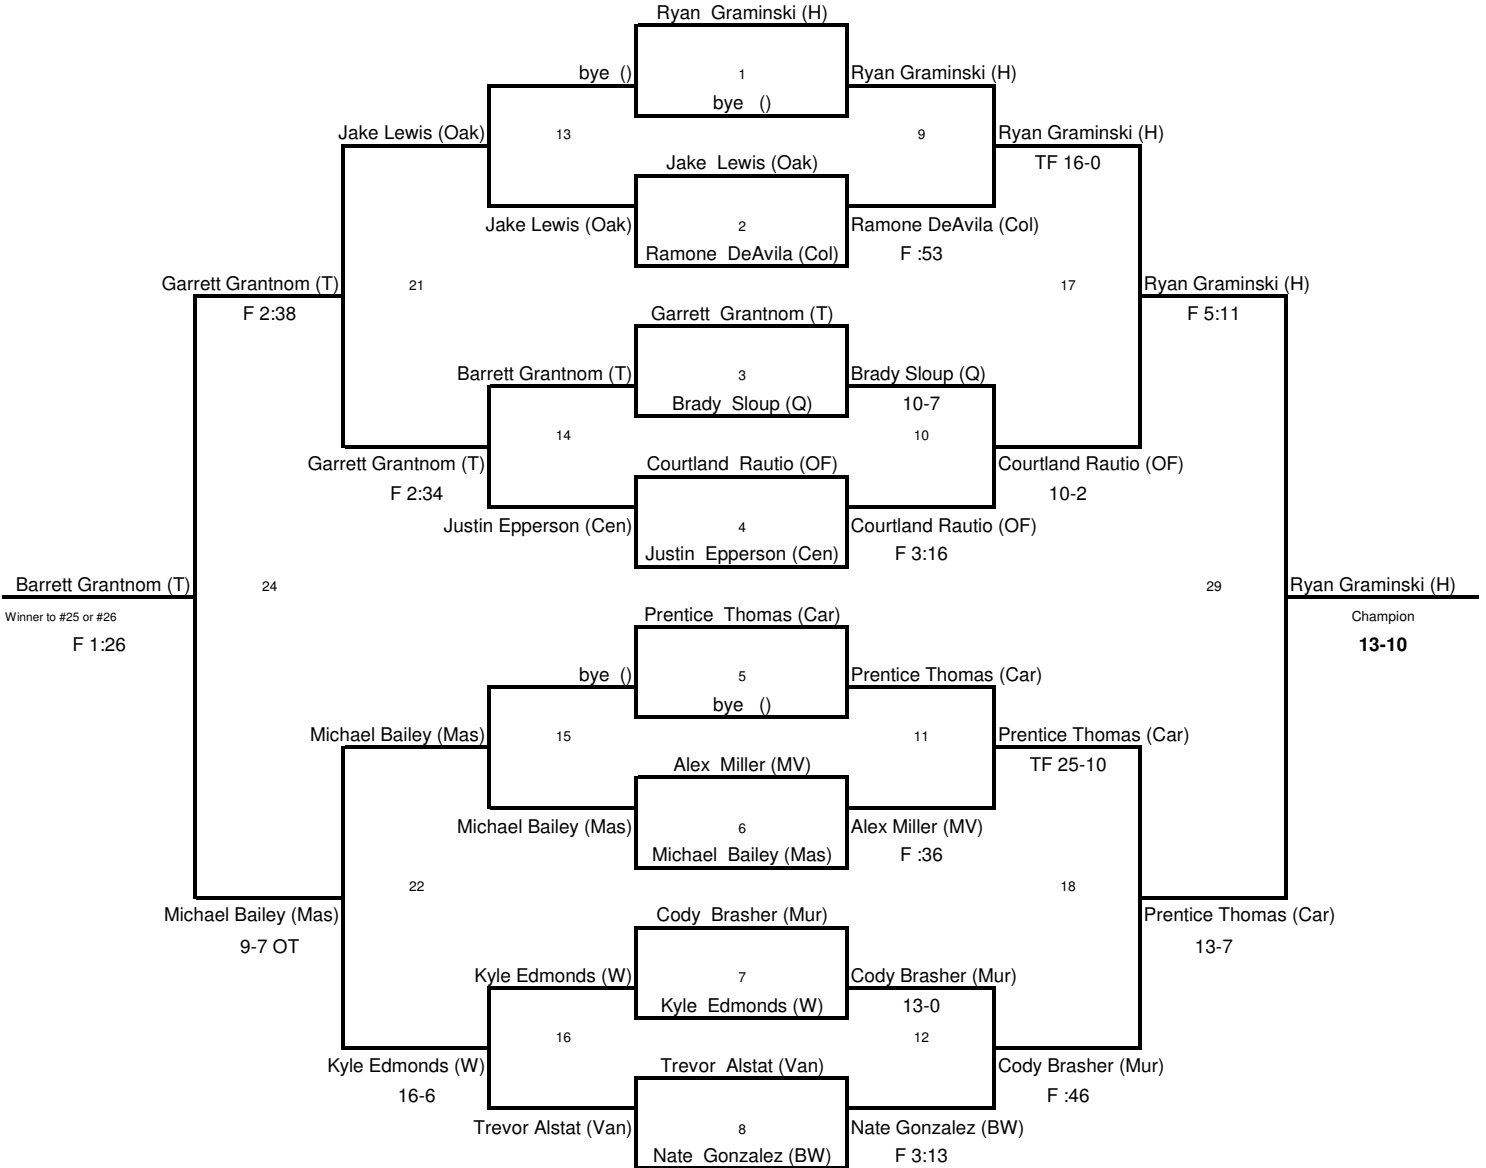 Ryan Graminski (H)
bye ()
1
Ryan Graminski (H)
bye ()
Jake Lewis (Oak)
13
9
Ryan Graminski (H)
Jake Lewis (Oak)
TF 16-0
Jake Lewis (Oak)
2
Ramone DeAvila (Col)
Ramone DeAvila (Col)
F :53
Garrett Grantnom (T)
21
17
Ryan Graminski (H)
F 2:38
Garrett Grantnom (T)
F 5:11
Barrett Grantnom (T)
3
Brady Sloup (Q)
Brady Sloup (Q)
10-7
14
10
Garrett Grantnom (T)
Courtland Rautio (OF)
Courtland Rautio (OF)
F 2:34
10-2
Justin Epperson (Cen)
4
Courtland Rautio (OF)
Justin Epperson (Cen)
F 3:16
Barrett Grantnom (T)
24
29
Ryan Graminski (H)
Winner to #25 or #26
Prentice Thomas (Car)
Champion
F 1:26
13-10
bye ()
5
Prentice Thomas (Car)
bye ()
Michael Bailey (Mas)
15
11
Prentice Thomas (Car)
Alex Miller (MV)
TF 25-10
Michael Bailey (Mas)
6
Alex Miller (MV)
Michael Bailey (Mas)
F :36
22
18
Michael Bailey (Mas)
Cody Brasher (Mur)
Prentice Thomas (Car)
9-7 OT
13-7
Kyle Edmonds (W)
7
Cody Brasher (Mur)
Kyle Edmonds (W)
13-0
16
12
Kyle Edmonds (W)
Trevor Alstat (Van)
Cody Brasher (Mur)
16-6
F :46
Trevor Alstat (Van)
8
Nate Gonzalez (BW)
Nate Gonzalez (BW)
F 3:13